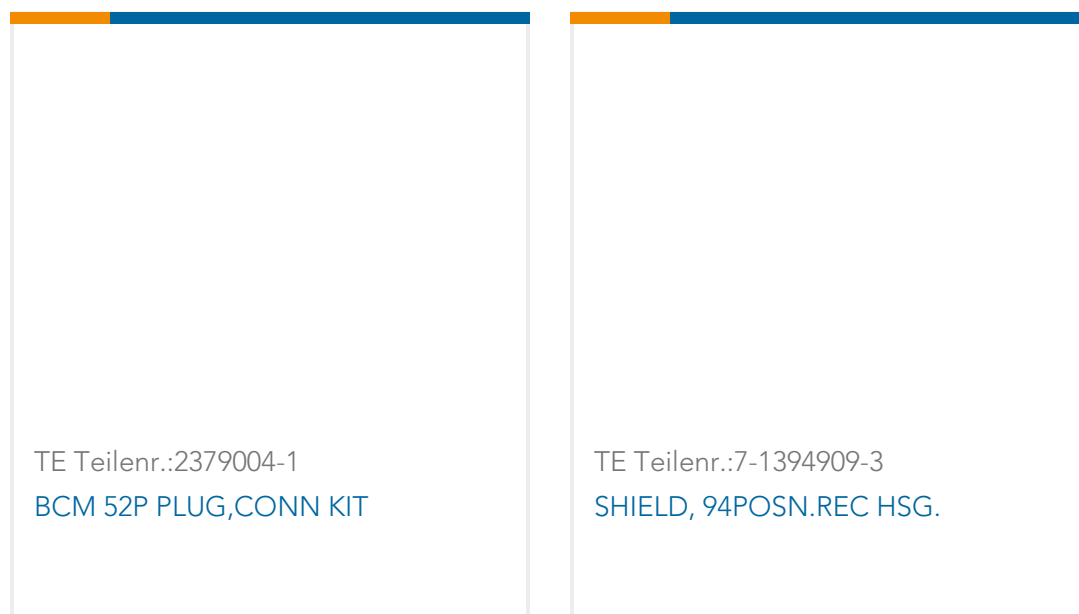 TE Teilenr.:2379004-1
BCM 52P PLUG,CONN KIT
TE Teilenr.:7-1394909-3
SHIELD, 94POSN.REC HSG.